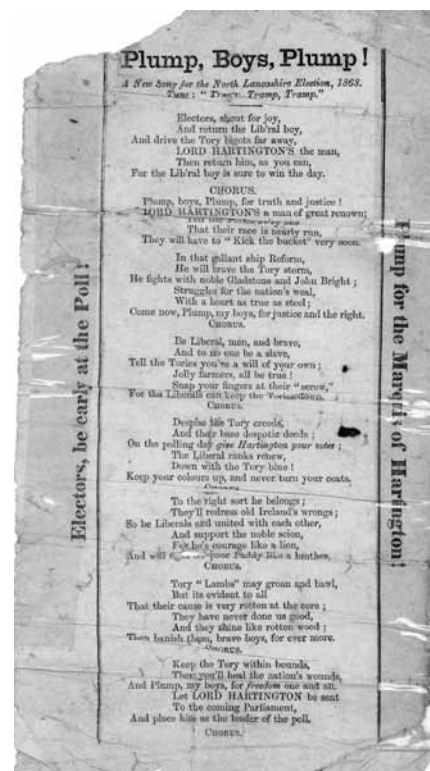 Plump, Boys, Plump!
A New Song for the North Lancashire Election, 1868.
Tune: "Tramp, Tramp, Tramp."
Electors, shout for joy,
And return the Lib'ral boy,
And drive the Tory bigots far away,
LORD HARTINGTON'S the man,
Then return him, as you can,
For the Lib'ral boy is sure to win the day.
CHORUS.
Plump, boys, Plump, for truth and justice!
LORD HARTINGTON'S a man of great renown;
That their race is nearly run,
They will have to "Kick the bucket" very soon.
In that gallant ship Reform,
He will brave the Tory storms,
He fights with noble Gladstone and John Bright;
Struggles for the nation's weal,
With a heart as true as steel;
Come now, Plump, my boys, for justice and the right.
CHORUS.
Be Liberal, man, and brave,
And to no one be a slave,
Tell the Tories you've a will of your own;
Jolly farmers, all be true!
Snap your fingers at their "screw,"
For the Liberals can keep the Tories down.
CHORUS.
Despise the Tory creeds,
And their base despotic deeds;
On the polling day give Hartington your votes;
The Liberal ranks renew,
Down with the Tory blue!
Keep your colours up, and never turn your coats.
CHORUS.
To the right sort he belongs;
They'll redress old Ireland's wrongs;
So be Liberals and united with each other,
And support the noble scion,
For he's courage like a lion,
And will poor Paddy like a brother.
CHORUS.
Tory "Lambs" may groan and bawl,
But its evident to all
That their cause is very rotten at the core;
They have never done us good,
And they shine like rotten wood;
Then banish them, brave boys, for ever more.
CHORUS.
Keep the Tory within bounds,
Then you'll heal the nation's wounds,
And Plump, my boys, for freedom one and all.
Let LORD HARTINGTON be sent
To the coming Parliament,
And place him as the leader of the poll.
CHORUS.
Electors, be early at the Poll!
Plump for the Marquis of Hartington!